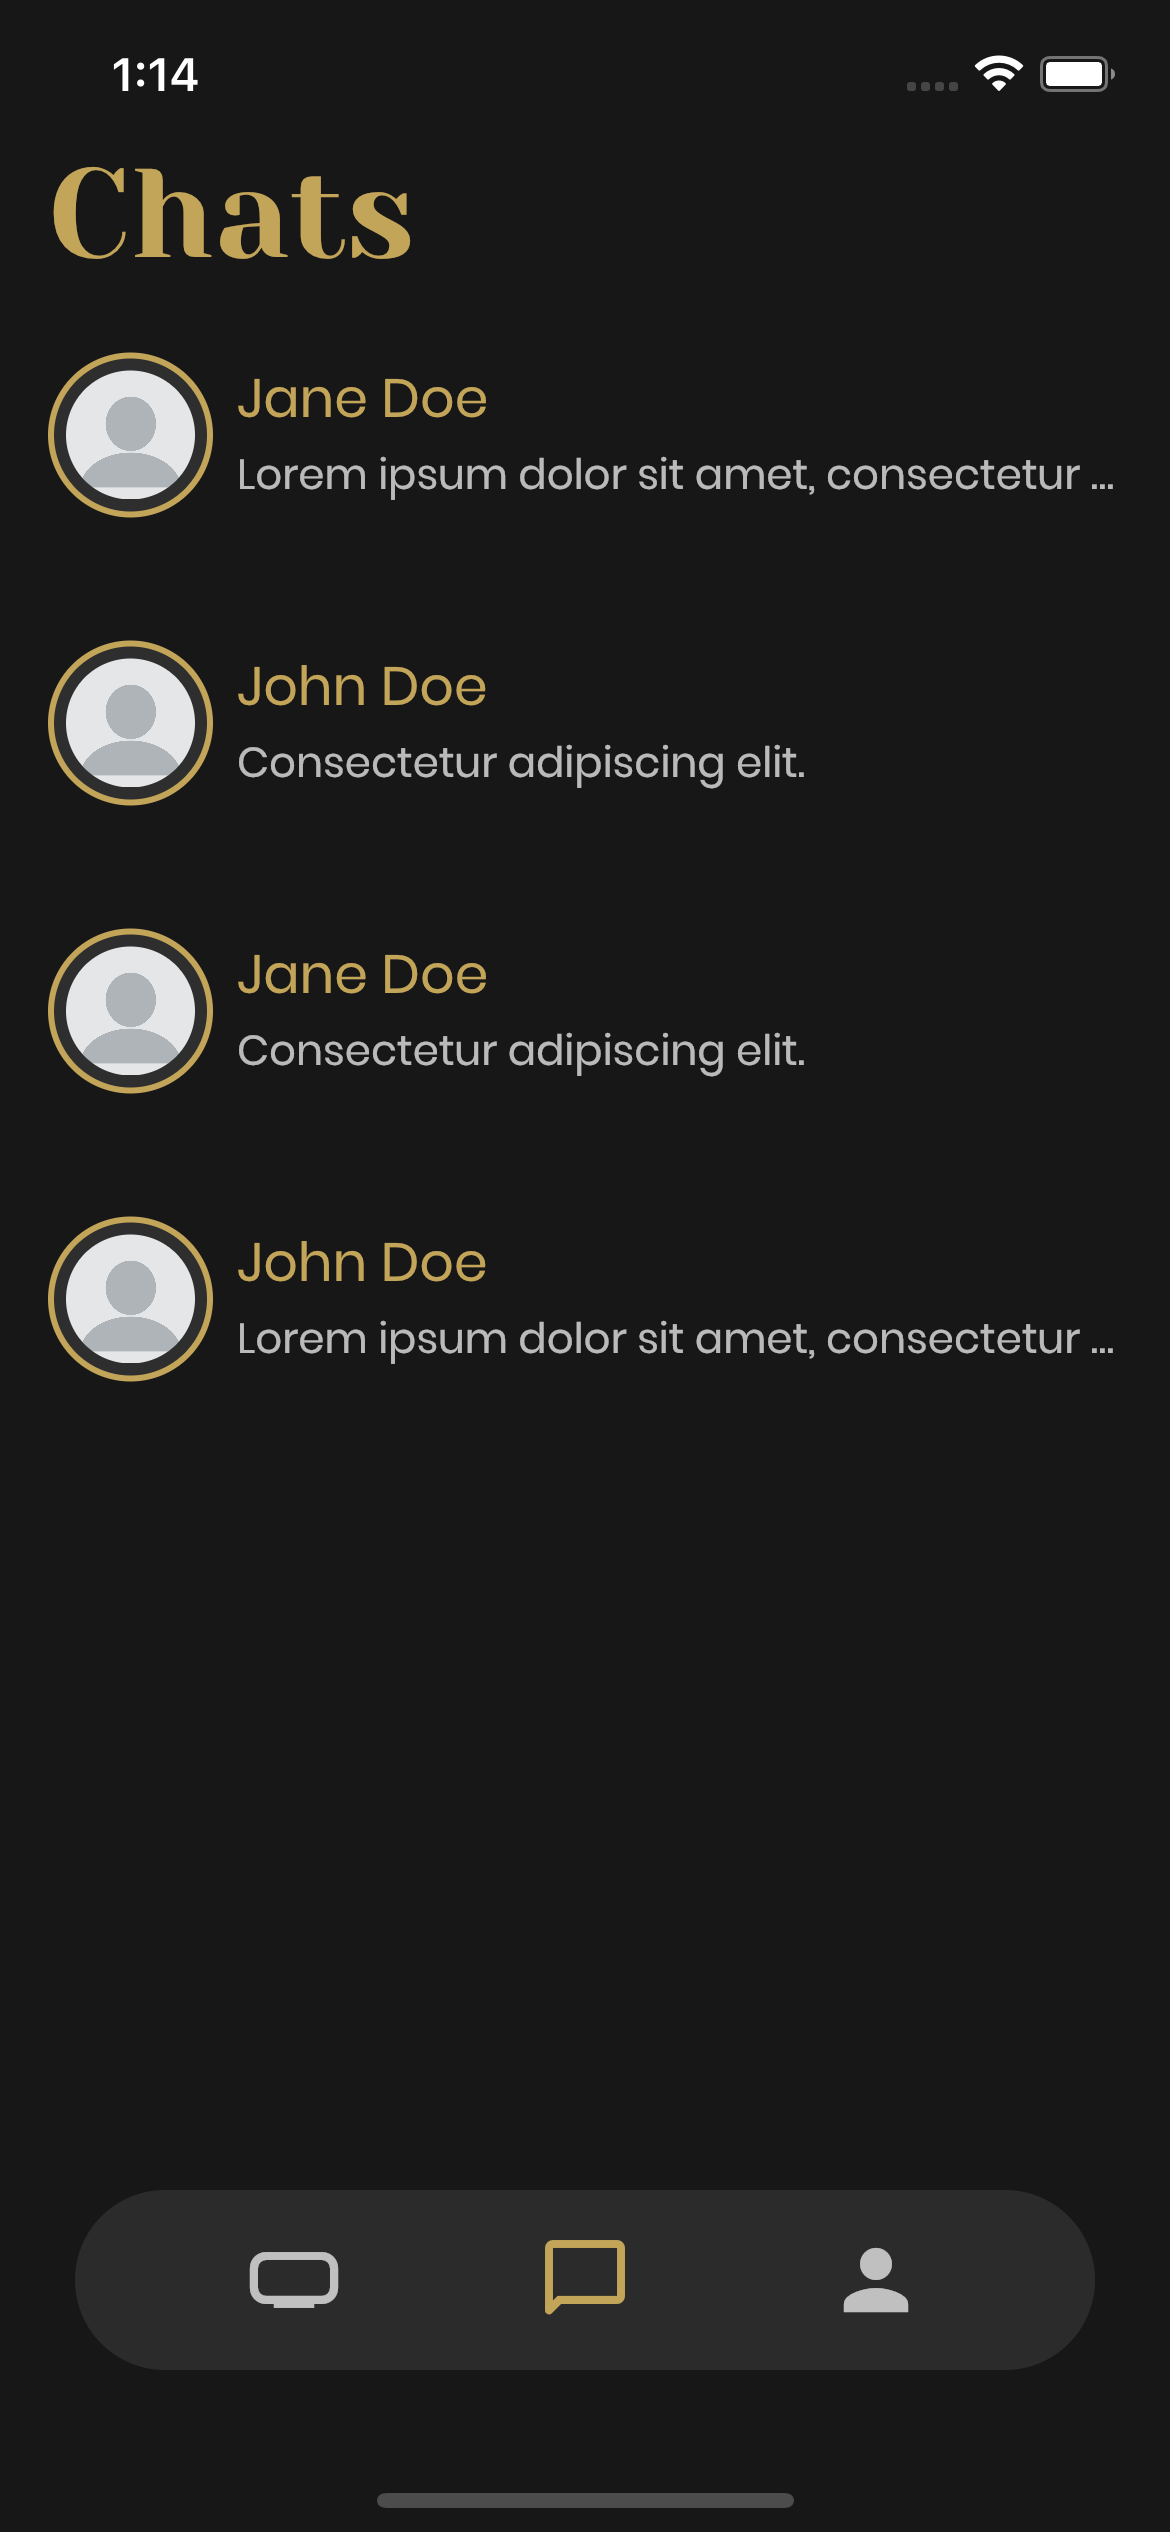 1:14
Chats
Jane Doe
Lorem ipsum dolor sit amet, consectetur ...
John Doe
Consectetur adipiscing elit.
Jane Doe
Consectetur adipiscing elit.
John Doe
Lorem ipsum dolor sit amet, consectetur ...